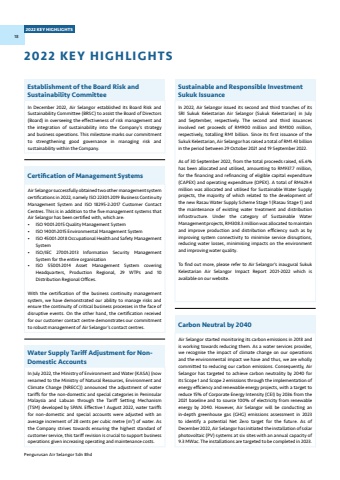 2022 KEY HIGHLIGHTS
18
2022 KEY HIGHLIGHTS
Establishment of the Board Risk and
Sustainability Committee
In December 2022, Air Selangor established its Board Risk and
Sustainability Committee (BRSC) to assist the Board of Directors
(Board) in overseeing the effectiveness of risk management and
the integration of sustainability into the Company's strategy
and business operations. This milestone marks our commitment
to strengthening good governance in managing risk and
sustainability within the Company.
Certification of Management Systems
Air Selangor successfully obtained two other management system
certifications in 2022, namely ISO 22301:2019 Business Continuity
Management System and ISO 18295-2:2017 Customer Contact
Centres. This is in addition to the five management systems that
Air Selangor has been certified with, which are:
• ISO 9001:2015 Quality Management System
• ISO 14001:2015 Environmental Management System
• ISO 45001:2018 Occupational Health and Safety Management
System
• ISO/IEC 27001:2013 Information Security Management
System for the entire organisation
• ISO 55001:2014 Asset Management System covering
Headquarters, Production Regional, 29 WTPs and 10
Distribution Regional Offices.
With the certification of the business continuity management
system, we have demonstrated our ability to manage risks and
ensure the continuity of critical business processes in the face of
disruptive events. On the other hand, the certification received
for our customer contact centre demonstrates our commitment
to robust management of Air Selangor's contact centres.
Water Supply Tariff Adjustment for Non-
Domestic Accounts
In July 2022, the Ministry of Environment and Water (KASA) (now
renamed to the Ministry of Natural Resources, Environment and
Climate Change (NRECC)) announced the adjustment of water
tariffs for the non-domestic and special categories in Peninsular
Malaysia and Labuan through the Tariff Setting Mechanism
(TSM) developed by SPAN. Effective 1 August 2022, water tariffs
for non-domestic and special accounts were adjusted with an
average increment of 26 cents per cubic metre (m³) of water. As
the Company strives towards ensuring the highest standard of
customer service, this tariff revision is crucial to support business
operations given increasing operating and maintenance costs.
Sustainable and Responsible Investment
Sukuk Issuance
In 2022, Air Selangor issued its second and third tranches of its
SRI Sukuk Kelestarian Air Selangor (Sukuk Kelestarian) in July
and September, respectively. The second and third issuances
involved net proceeds of RM900 million and RM100 million,
respectively, totalling RM1 billion. Since its first issuance of the
Sukuk Kelestarian, Air Selangor has raised a total of RM1.45 billion
in the period between 29 October 2021 and 19 September 2022.
As of 30 September 2022, from the total proceeds raised, 65.6%
has been allocated and utilised, amounting to RM937.7 million,
for the financing and refinancing of eligible capital expenditure
(CAPEX) and operating expenditure (OPEX). A total of RM629.4
million was allocated and utilised for Sustainable Water Supply
projects, the majority of which related to the development of
the new Rasau Water Supply Scheme Stage 1 (Rasau Stage 1) and
the maintenance of existing water treatment and distribution
infrastructure. Under the category of Sustainable Water
Management projects, RM308.3 million was allocated to maintain
and improve production and distribution efficiency such as by
improving system connectivity to minimise service disruptions,
reducing water losses, minimising impacts on the environment
and improving water quality.
To find out more, please refer to Air Selangor's inaugural Sukuk
Kelestarian Air Selangor Impact Report 2021-2022 which is
available on our website.
Carbon Neutral by 2040
Air Selangor started monitoring its carbon emissions in 2018 and
is working towards reducing them. As a water services provider,
we recognise the impact of climate change on our operations
and the environmental impact we have and thus, we are wholly
committed to reducing our carbon emissions. Consequently, Air
Selangor has targeted to achieve carbon neutrality by 2040 for
its Scope 1 and Scope 2 emissions through the implementation of
energy efficiency and renewable energy projects, with a target to
reduce 15% of Corporate Energy Intensity (CEI) by 2036 from the
2021 baseline and to source 100% of electricity from renewable
energy by 2040. However, Air Selangor will be conducting an
in-depth greenhouse gas (GHG) emissions assessment in 2023
to identify a potential Net Zero target for the future. As of
December 2022, Air Selangor has initiated the installation of solar
photovoltaic (PV) systems at six sites with an annual capacity of
9.3 MWac. The installations are targeted to be completed in 2023.
Pengurusan Air Selangor Sdn Bhd